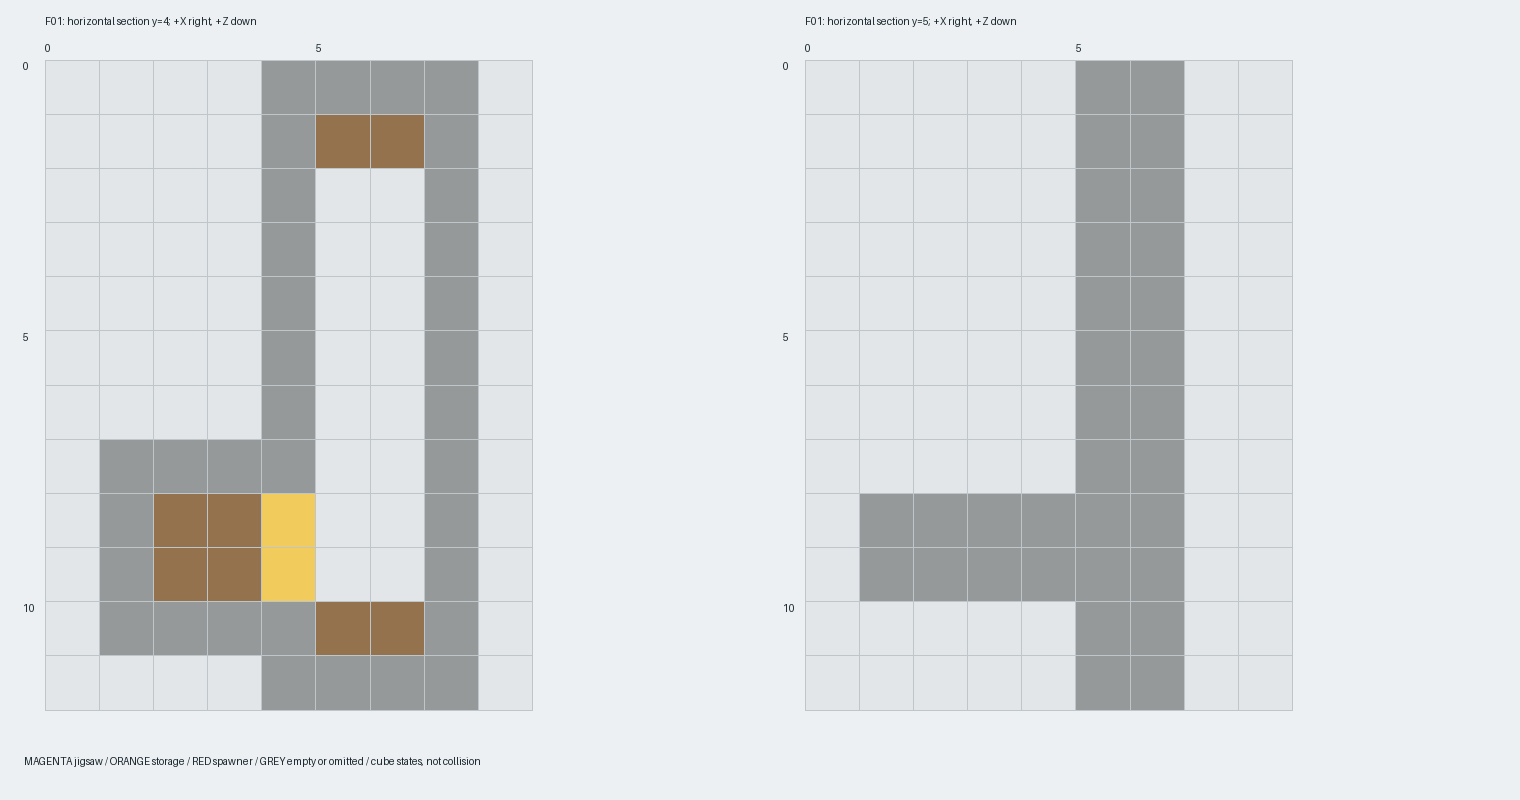 F01: horizontal section y=4; +X right, +Z down
F01: horizontal section y=5; +X right, +Z down
0 5
0 5
0
0
5
5
10
10
MAGENTA jigsaw / ORANGE storage / RED spawner / GREY empty or omitted / cube states, not collision